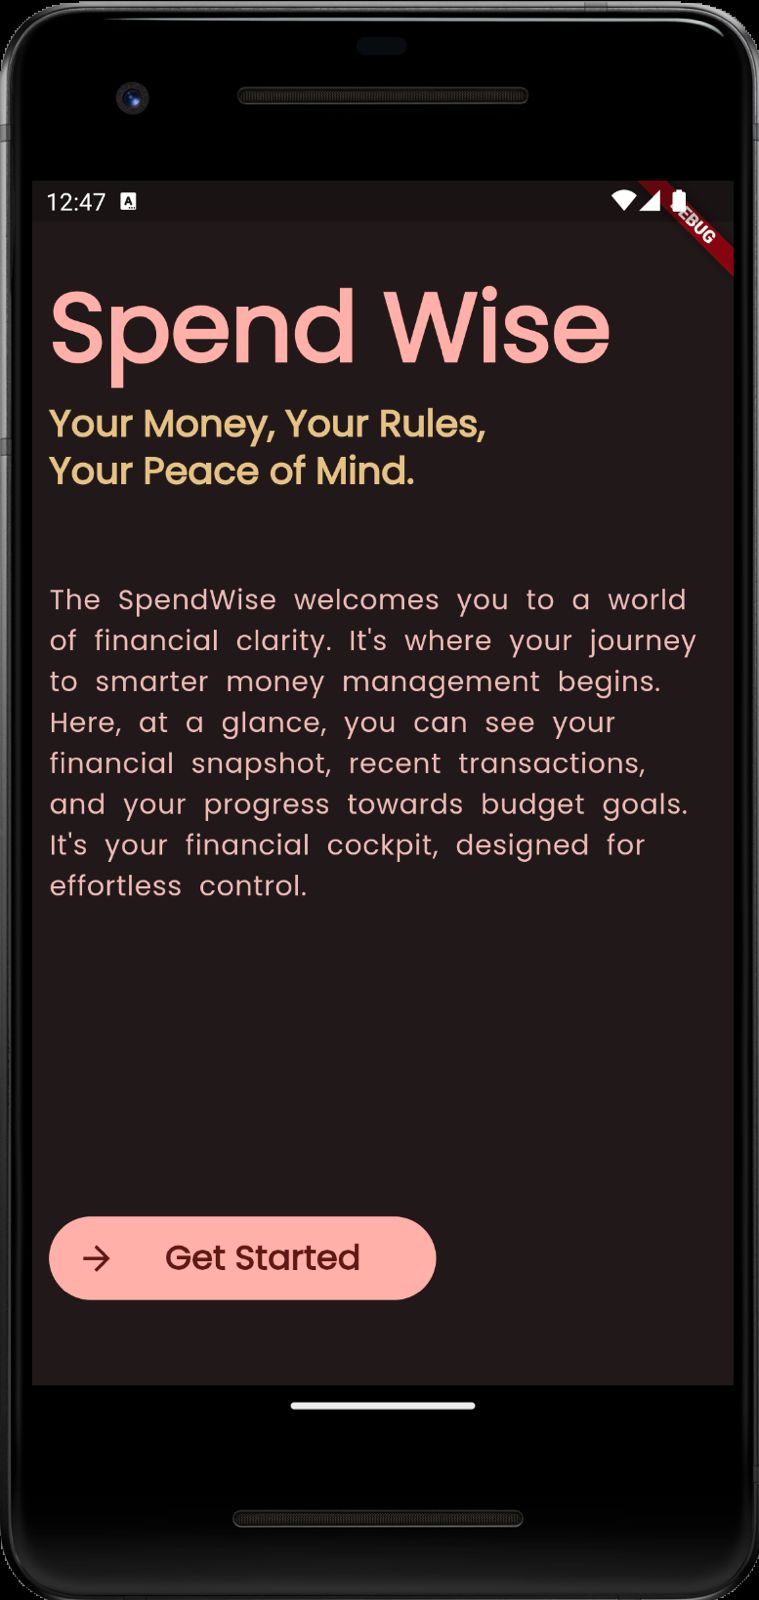 12:47
A
EBUG
Spend Wise
Your Money, Your Rules,
Your Peace of Mind.
The SpendWise welcomes you to a world
of financial clarity. It's where your journey
to smarter money management begins.
Here, at a glance, you can see your
financial snapshot, recent transactions,
and your progress towards budget goals.
It's your financial cockpit, designed for
effortless control.
Get Started